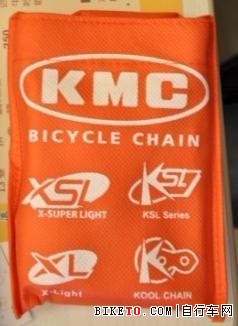 KMC
BICYCLE CHAIN
XSL
X-SUPER LIGHT
KSL
KSL Series
XL
X-Light
K
KOOL CHAIN
BIKETO.COM|自行车网